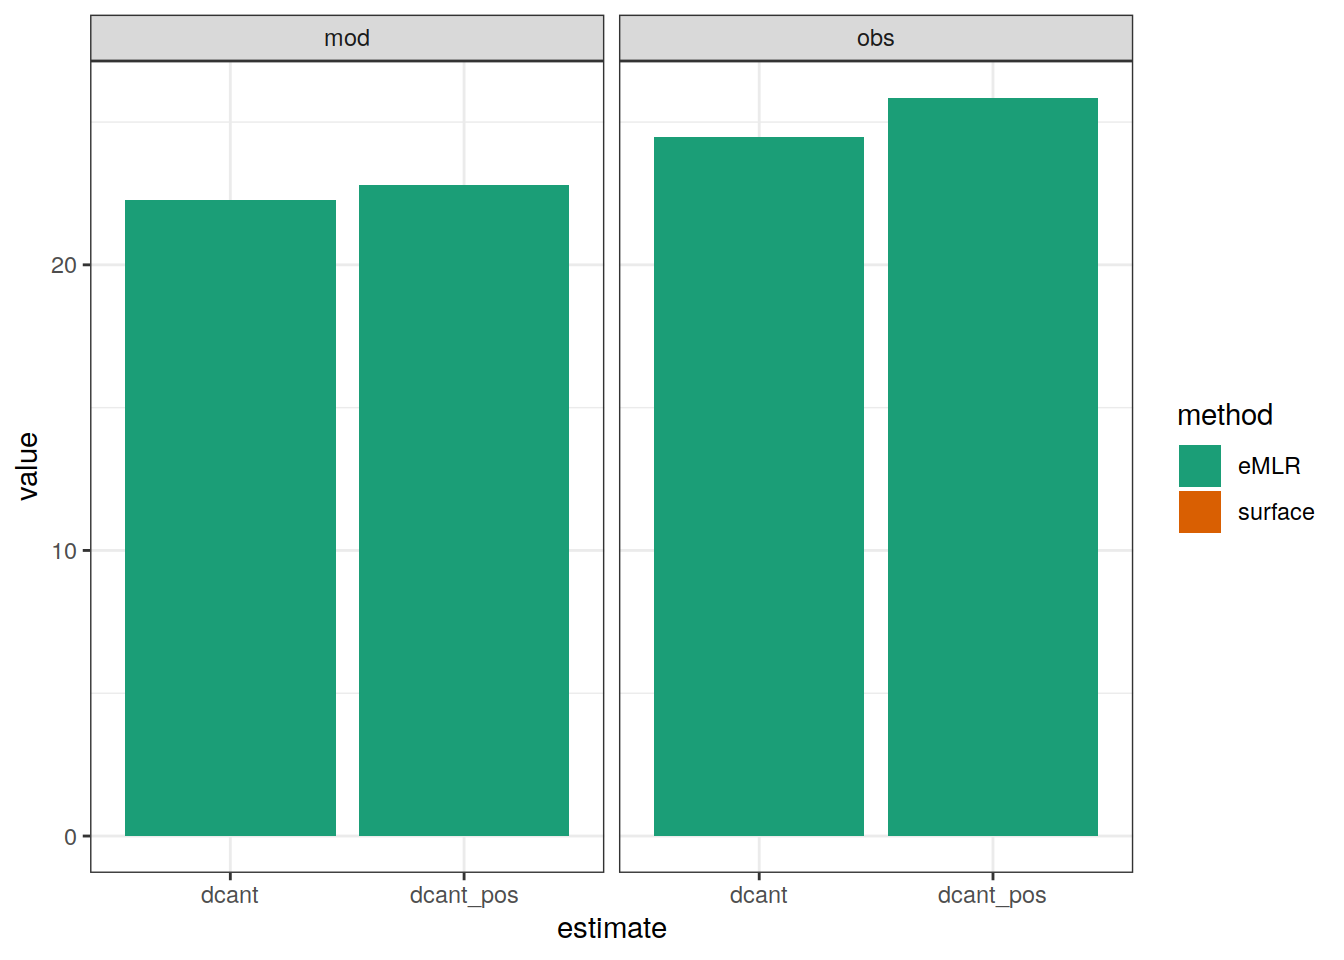 mod
obs
value
20
10
0
dcant
dcant_pos
dcant
dcant_pos
estimate
method
eMLR
surface